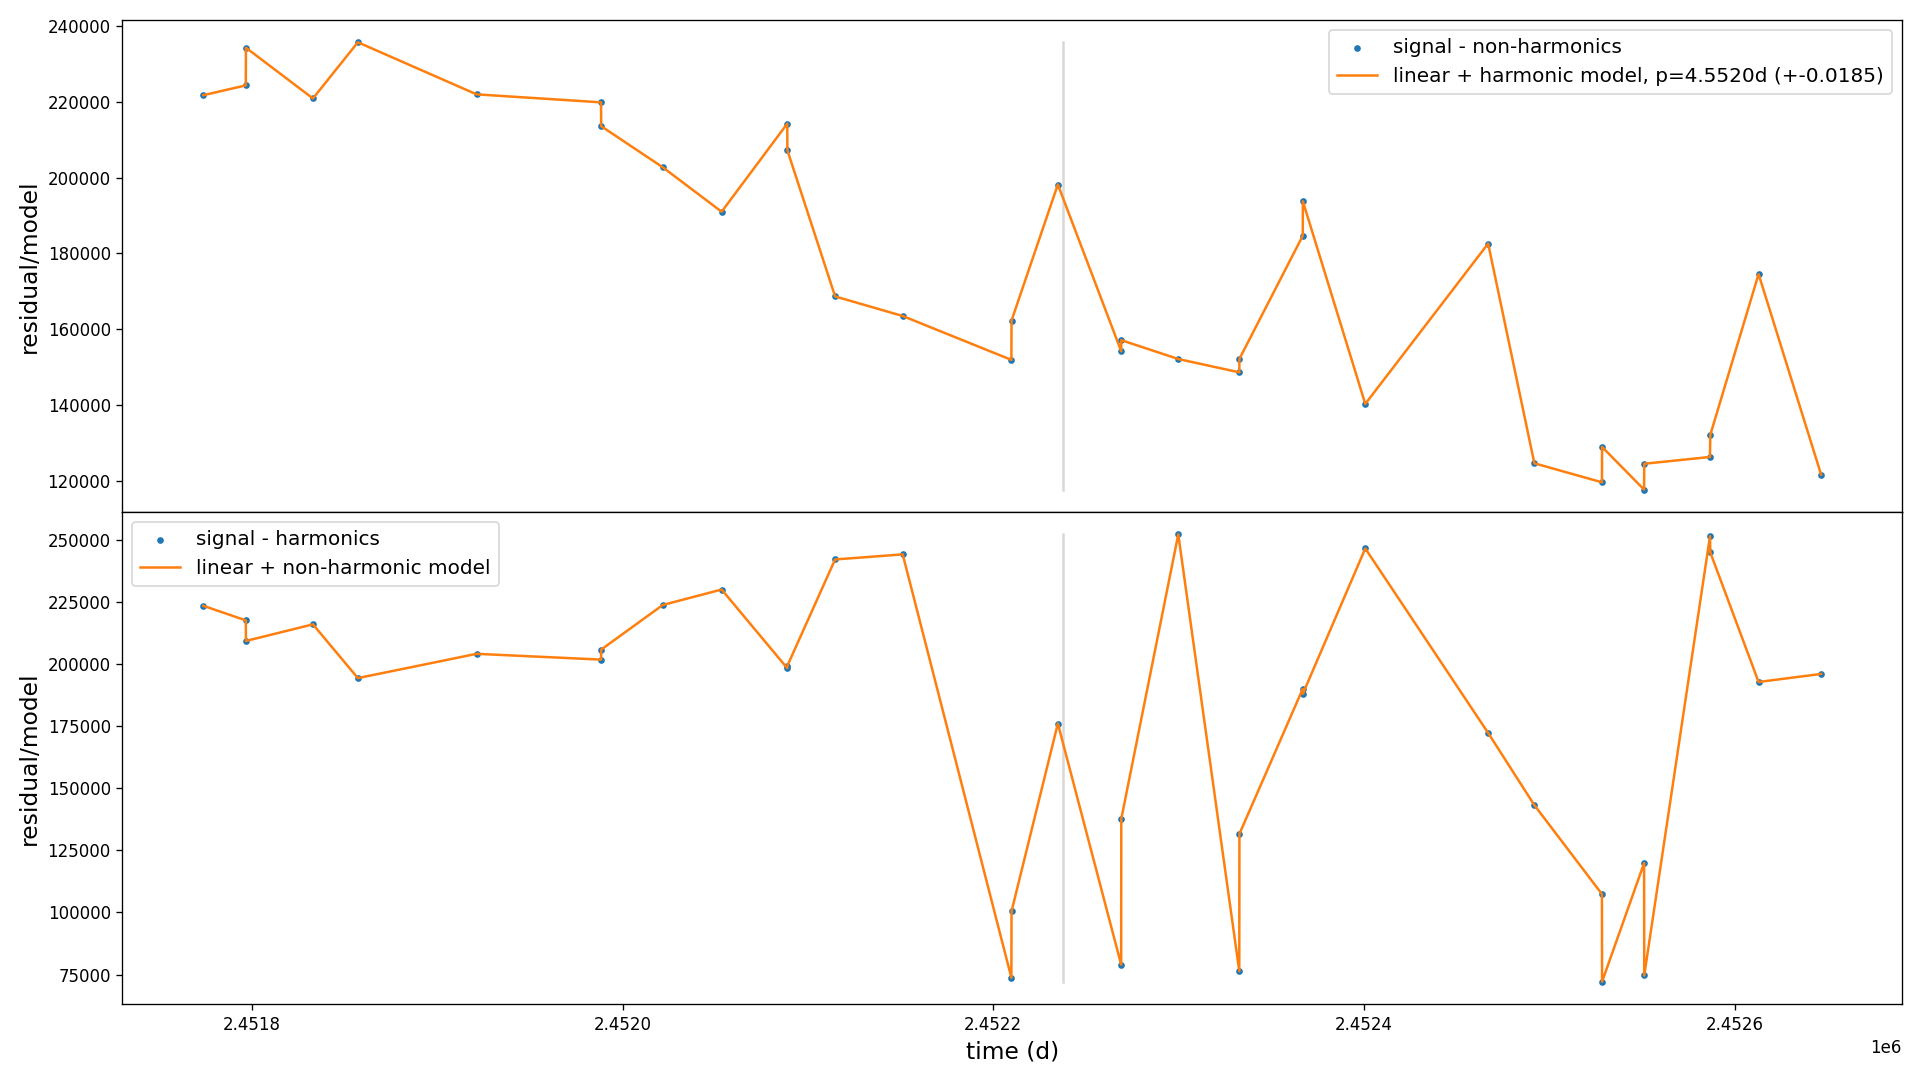 240000
220000
200000
180000
160000
140000
120000
residual/model
signal - non-harmonics
linear + harmonic model, p=4.5520d (+-0.0185)
250000
225000
200000
175000
150000
125000
100000
75000
residual/model
signal - harmonics
linear + non-harmonic model
2.4518
2.4520
2.4522
2.4524
2.4526
time (d)
1e6